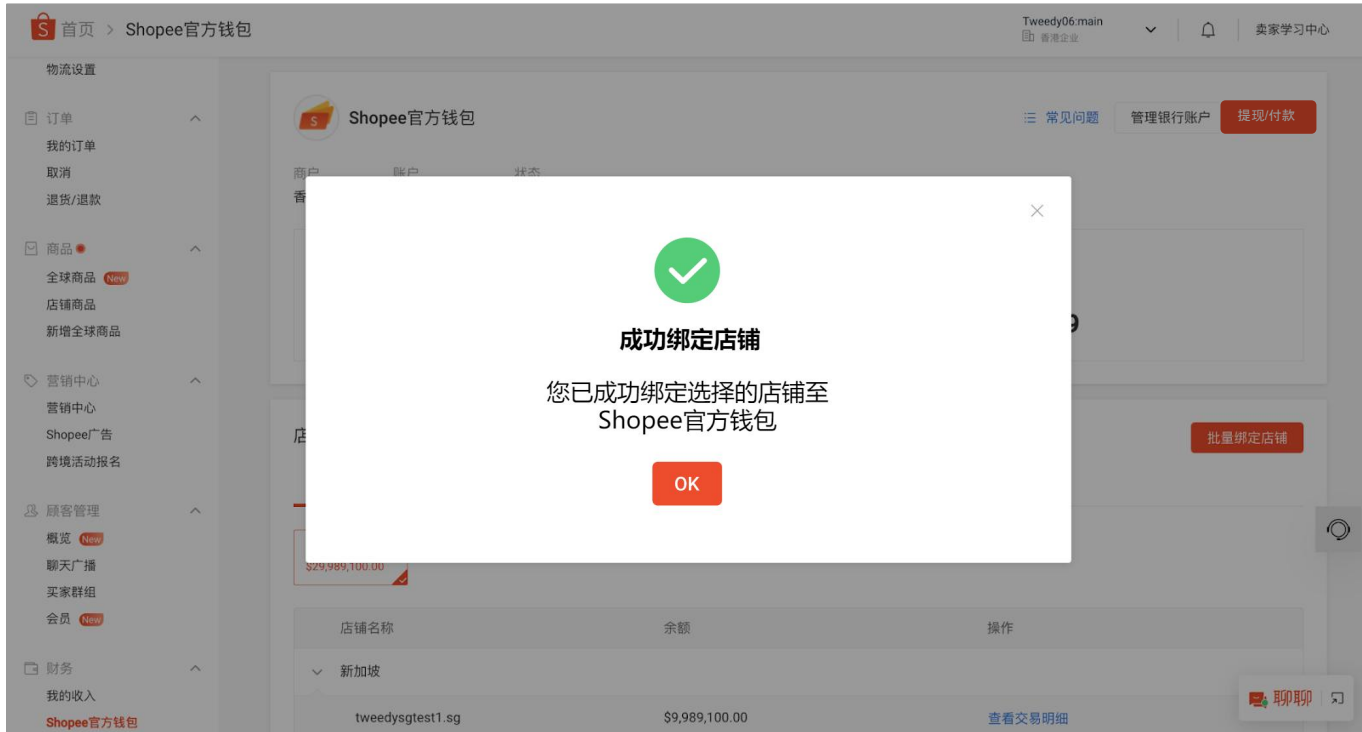 首页 > Shopee官方钱包
Tweedy06:main
香港企业
卖家学习中心
物流设置
订单
我的订单
取消
退货/退款
商品
全球商品 New
店铺商品
新增全球商品
营销中心
营销中心
Shopee广告
跨境活动报名
顾客管理
概览 New
聊天广播
买家群组
会员 New
财务
我的收入
Shopee官方钱包
Shopee官方钱包
常见问题
管理银行账户
提现/付款
商户 账户 状态
香
成功绑定店铺
您已成功绑定选择的店铺至
Shopee官方钱包
OK
批量绑定店铺
$29,989,100.00
店铺名称 余额 操作
新加坡
tweedysgtest1.sg $9,989,100.00 查看交易明细
聊聊